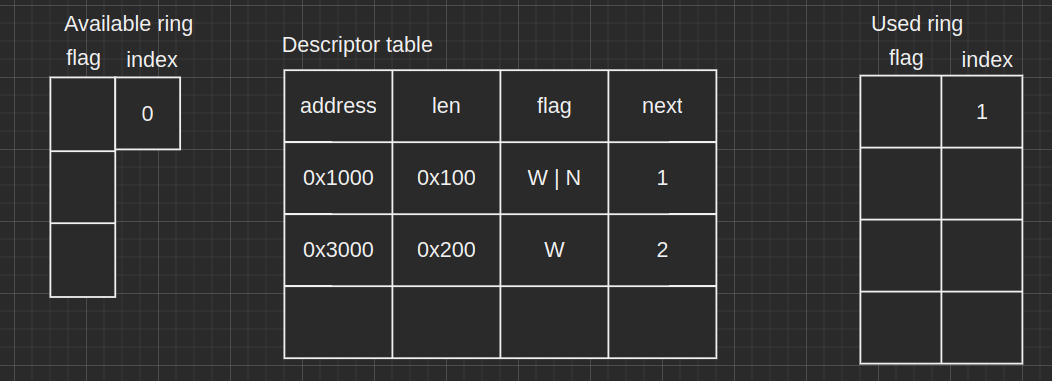 Available ring
flag index
0
Descriptor table
address len flag next
0x1000 0x100 W | N 1
0x3000 0x200 W 2
Used ring
flag index
1